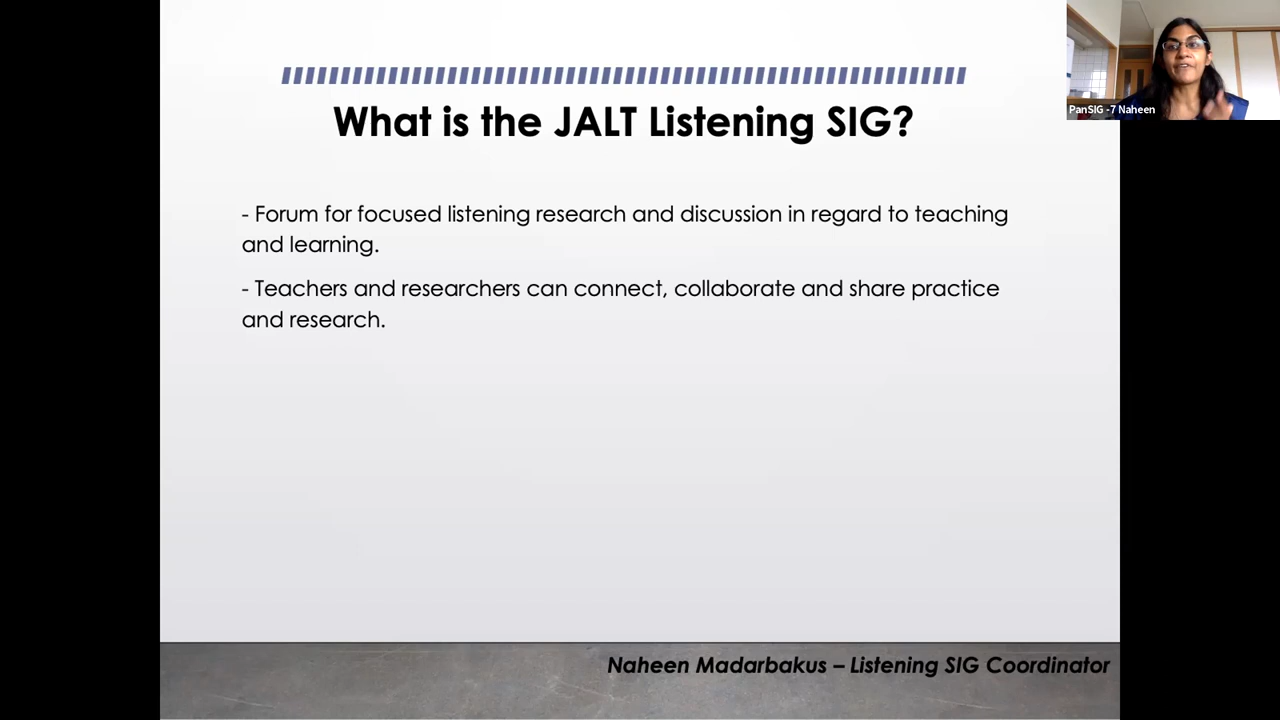 What is the JALT Listening SIG?
- Forum for focused listening research and discussion in regard to teaching
and learning.
- Teachers and researchers can connect, collaborate and share practice
and research.
Naheen Madarbakus – Listening SIG Coordinator
PanSIG -7 Naheen